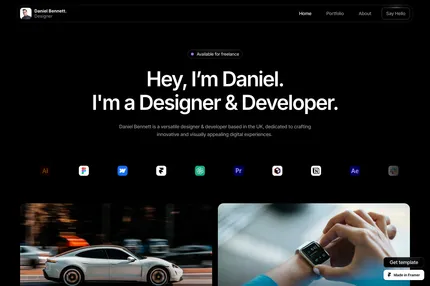 Daniel Bennett.
Designer
Home
Portfolio
About
Say Hello
Available for freelance
Hey, I'm Daniel.
I'm a Designer & Developer.
Daniel Bennett is a versatile designer & developer based in the UK, dedicated to crafting
innovative and visually appealing digital experiences.
Ai
Pr
Ae
Get template
Made in Framer